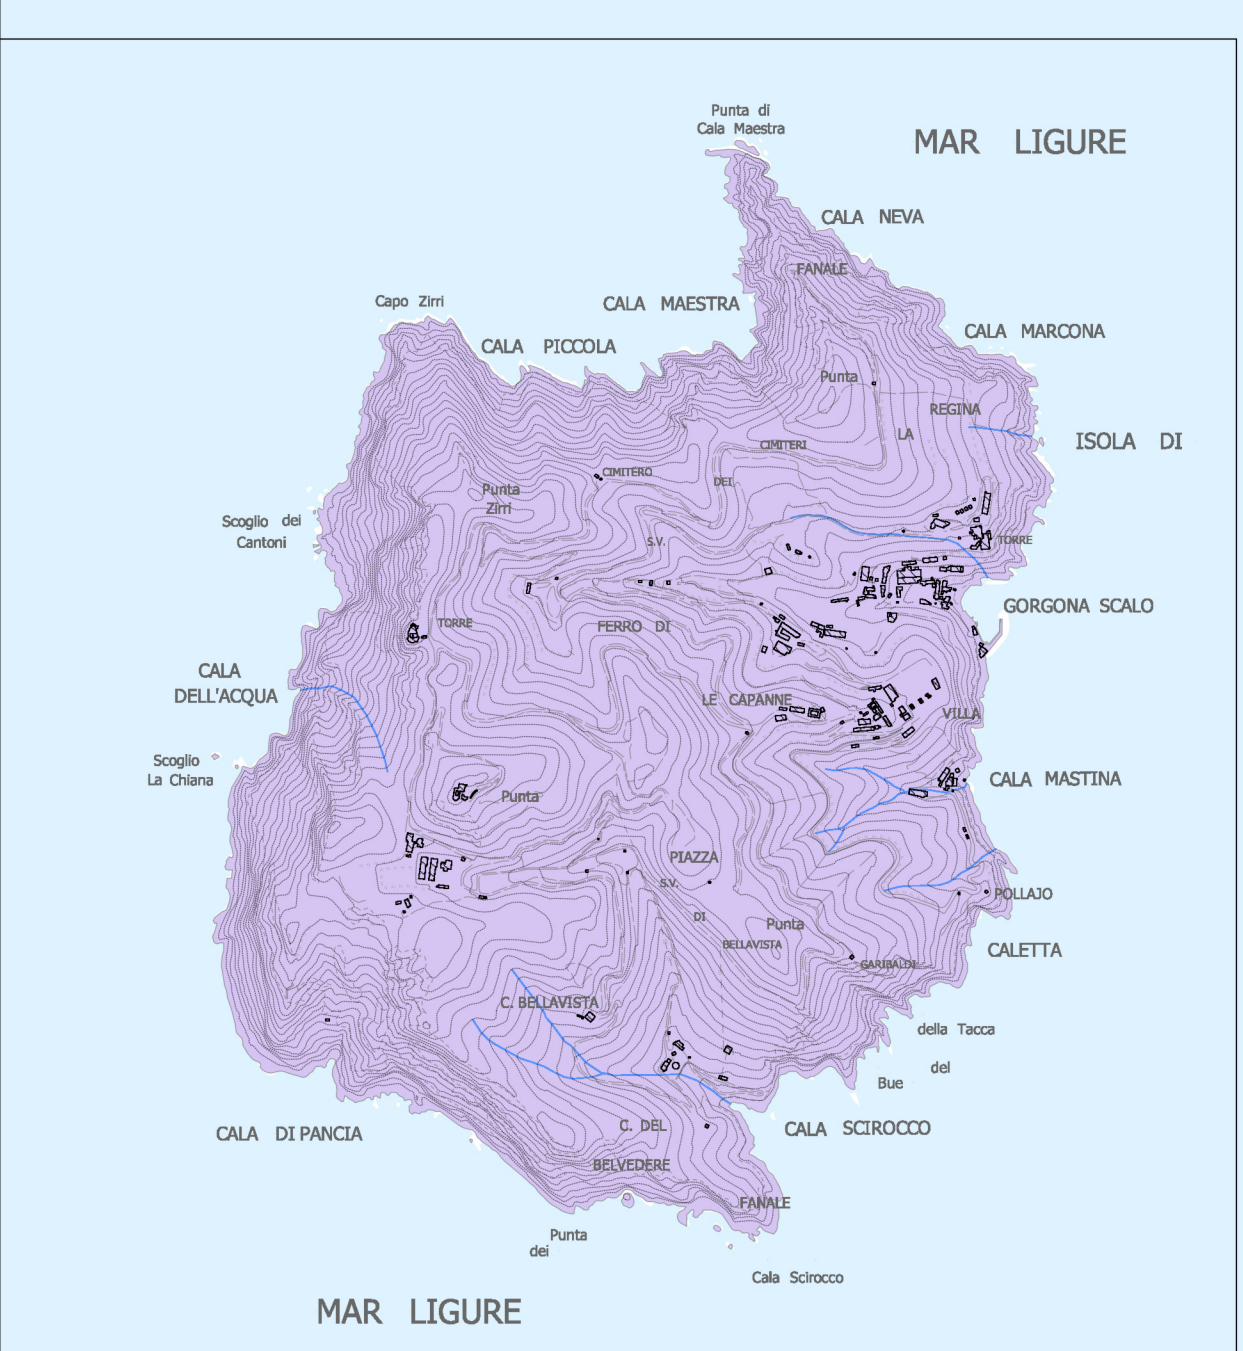 Punta di
Cala Maestra
MAR LIGURE
CALA NEVA
FANALE
Capo Zirri
CALA MAESTRA
CALA MARCONA
CALA PICCOLA
Punta
REGINA
LA
ISOLA DI
CIMITERI
CIMITERO
DEI
Punta
Zirri
Scoglio dei
Cantoni
S.V.
TORRE
GORGONA SCALO
TORRE
FERRO DI
CALA
DELL'ACQUA
LE CAPANNE
VILLA
Scoglio
La Chiana
CALA MASTINA
Punta
PIAZZA
S.V.
POLLAJO
DI
Punta
BELLAVISTA
CALETTA
GARIBALDI
C. BELLAVISTA
della Tacca
del
Bue
C. DEL
CALA SCIROCCO
CALA DI PANCIA
BELVEDERE
FANALE
Punta
dei
Cala Scirocco
MAR LIGURE